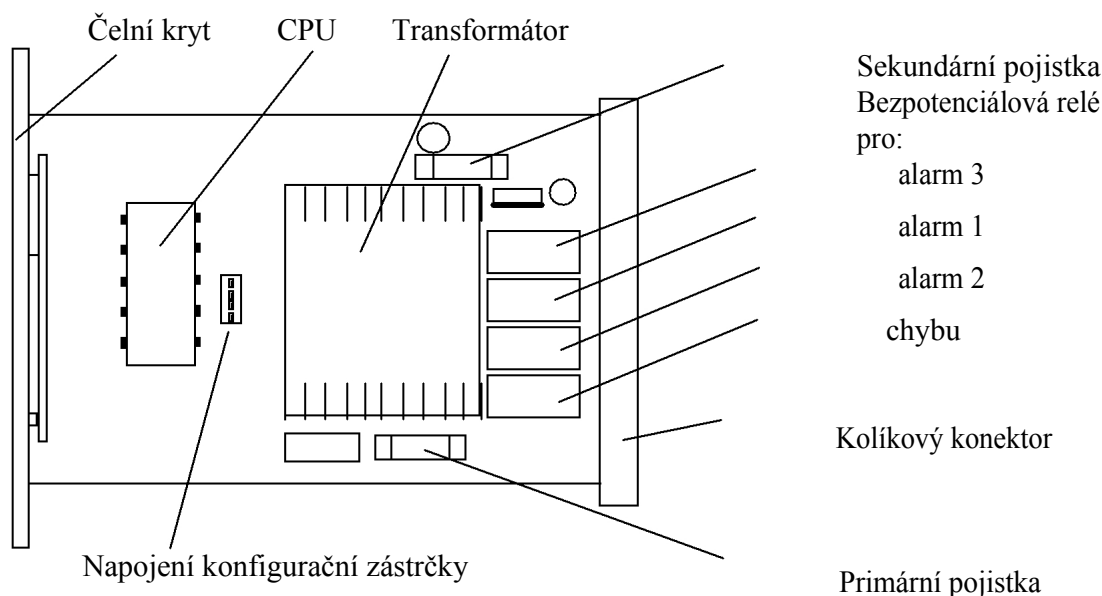 Čelní kryt CPU Transformátor
Sekundární pojistka
Bezpotenciálová relé
pro:
alarm 3
alarm 1
alarm 2
chybu
Kolíkový konektor
Napojení konfigurační zástrčky
Primární pojistka